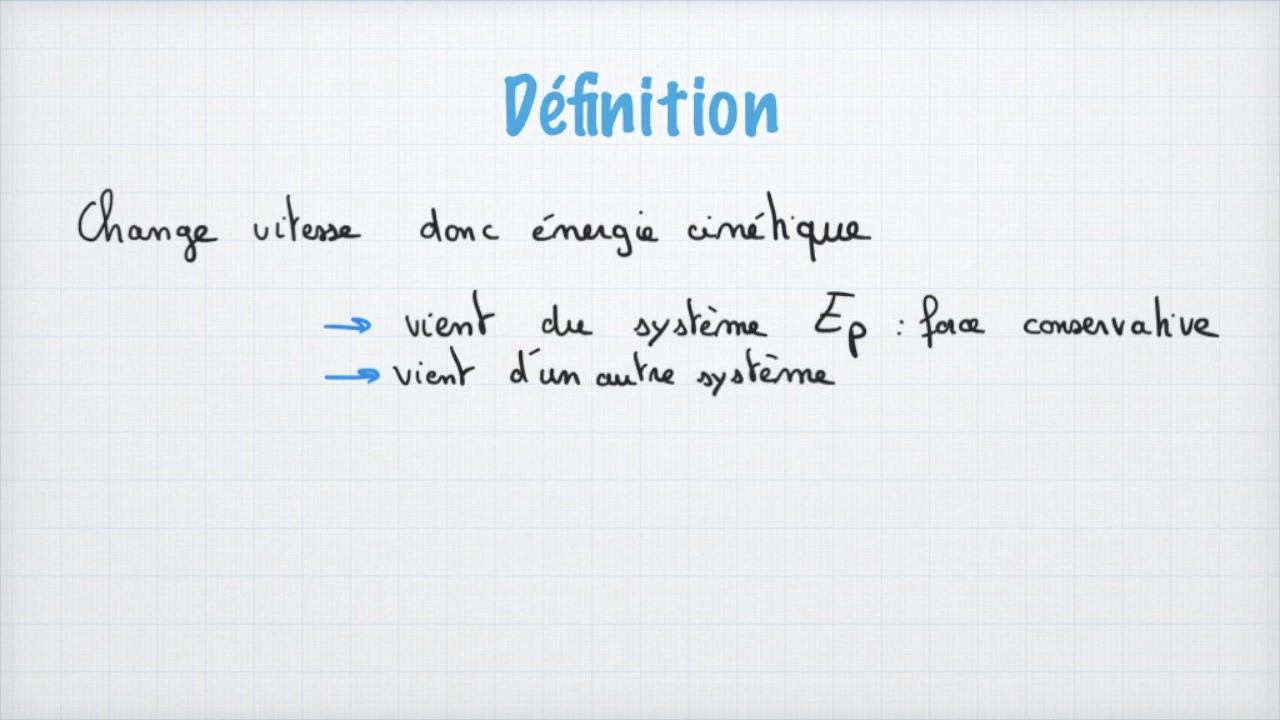 Définition
Change vitesse donc énergie cinétique
→ vient du système Ep : force conservative
→ vient d'un autre système